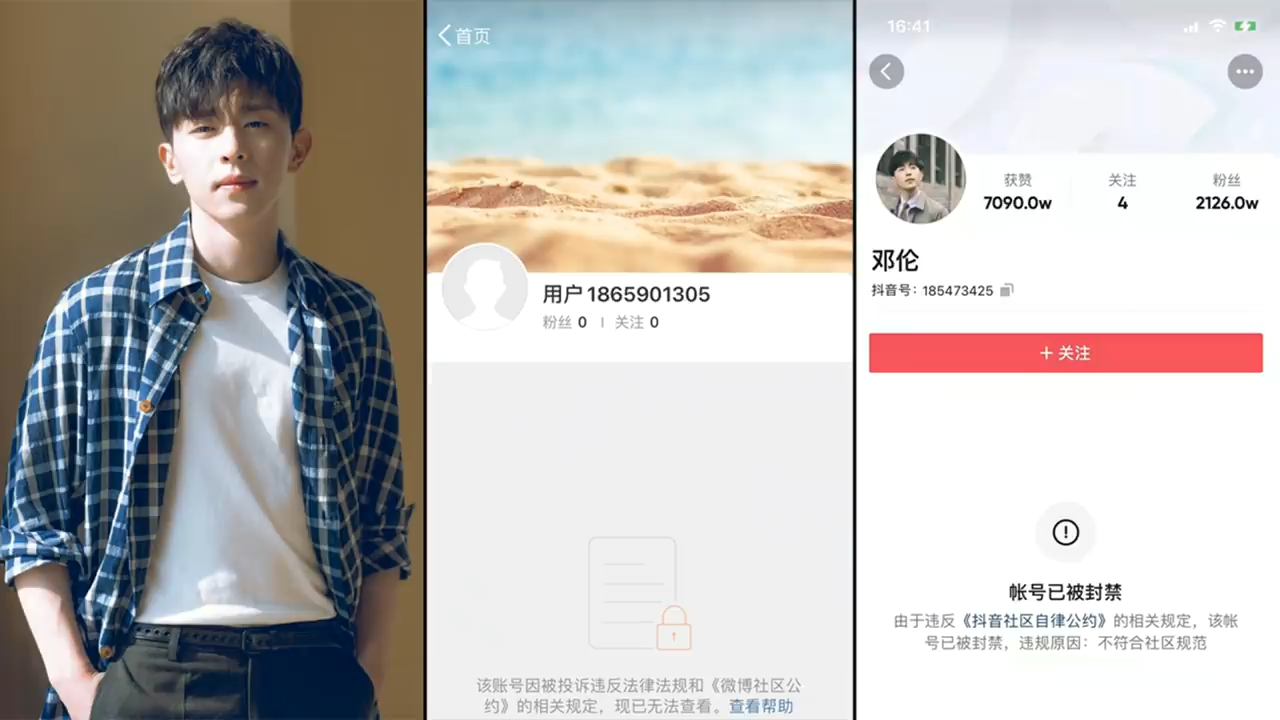 首页
用户1865901305
粉丝 0 | 关注 0
该账号因被投诉违反法律法规和《微博社区公
约》的相关规定，现已无法查看。查看帮助
16:41
获赞 关注 粉丝
7090.0w 4 2126.0w
邓伦
抖音号：185473425
+ 关注
帐号已被封禁
由于违反《抖音社区自律公约》的相关规定，该帐
号已被封禁，违规原因：不符合社区规范